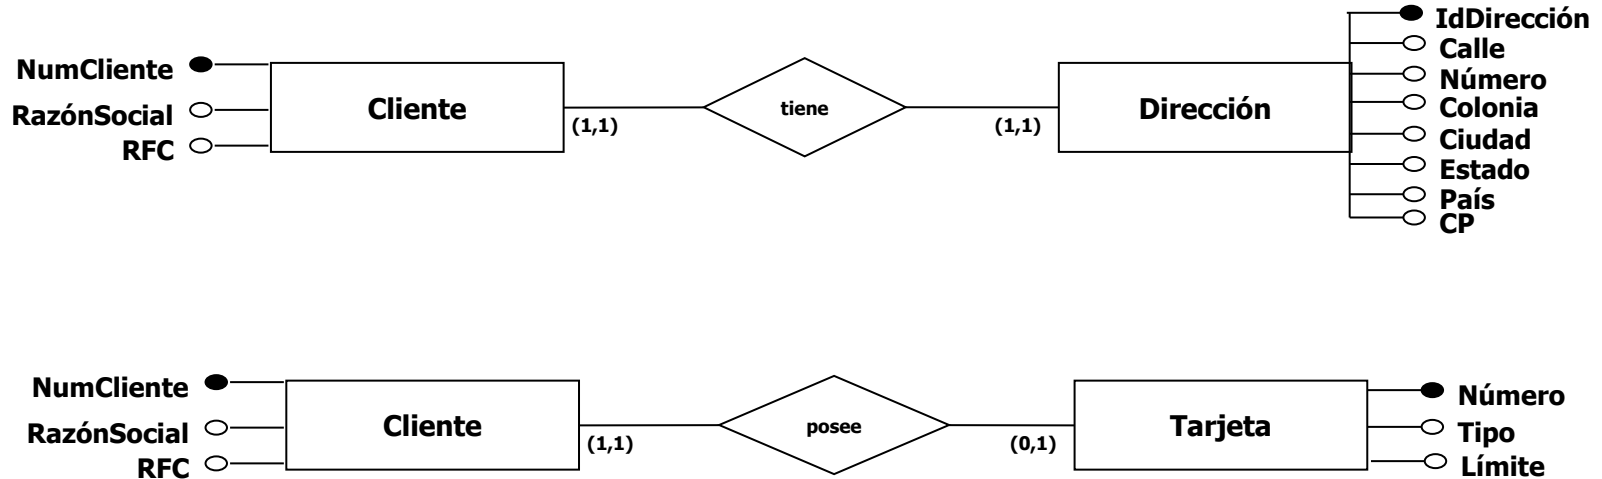 IdDirección
Calle
NumCliente
Número
RazónSocial
Cliente
(1,1)
tiene
(1,1)
Dirección
Colonia
RFC
Ciudad
Estado
País
CP
NumCliente
RazónSocial
RFC
Cliente
(1,1)
posee
(0,1)
Tarjeta
Número
Tipo
Límite